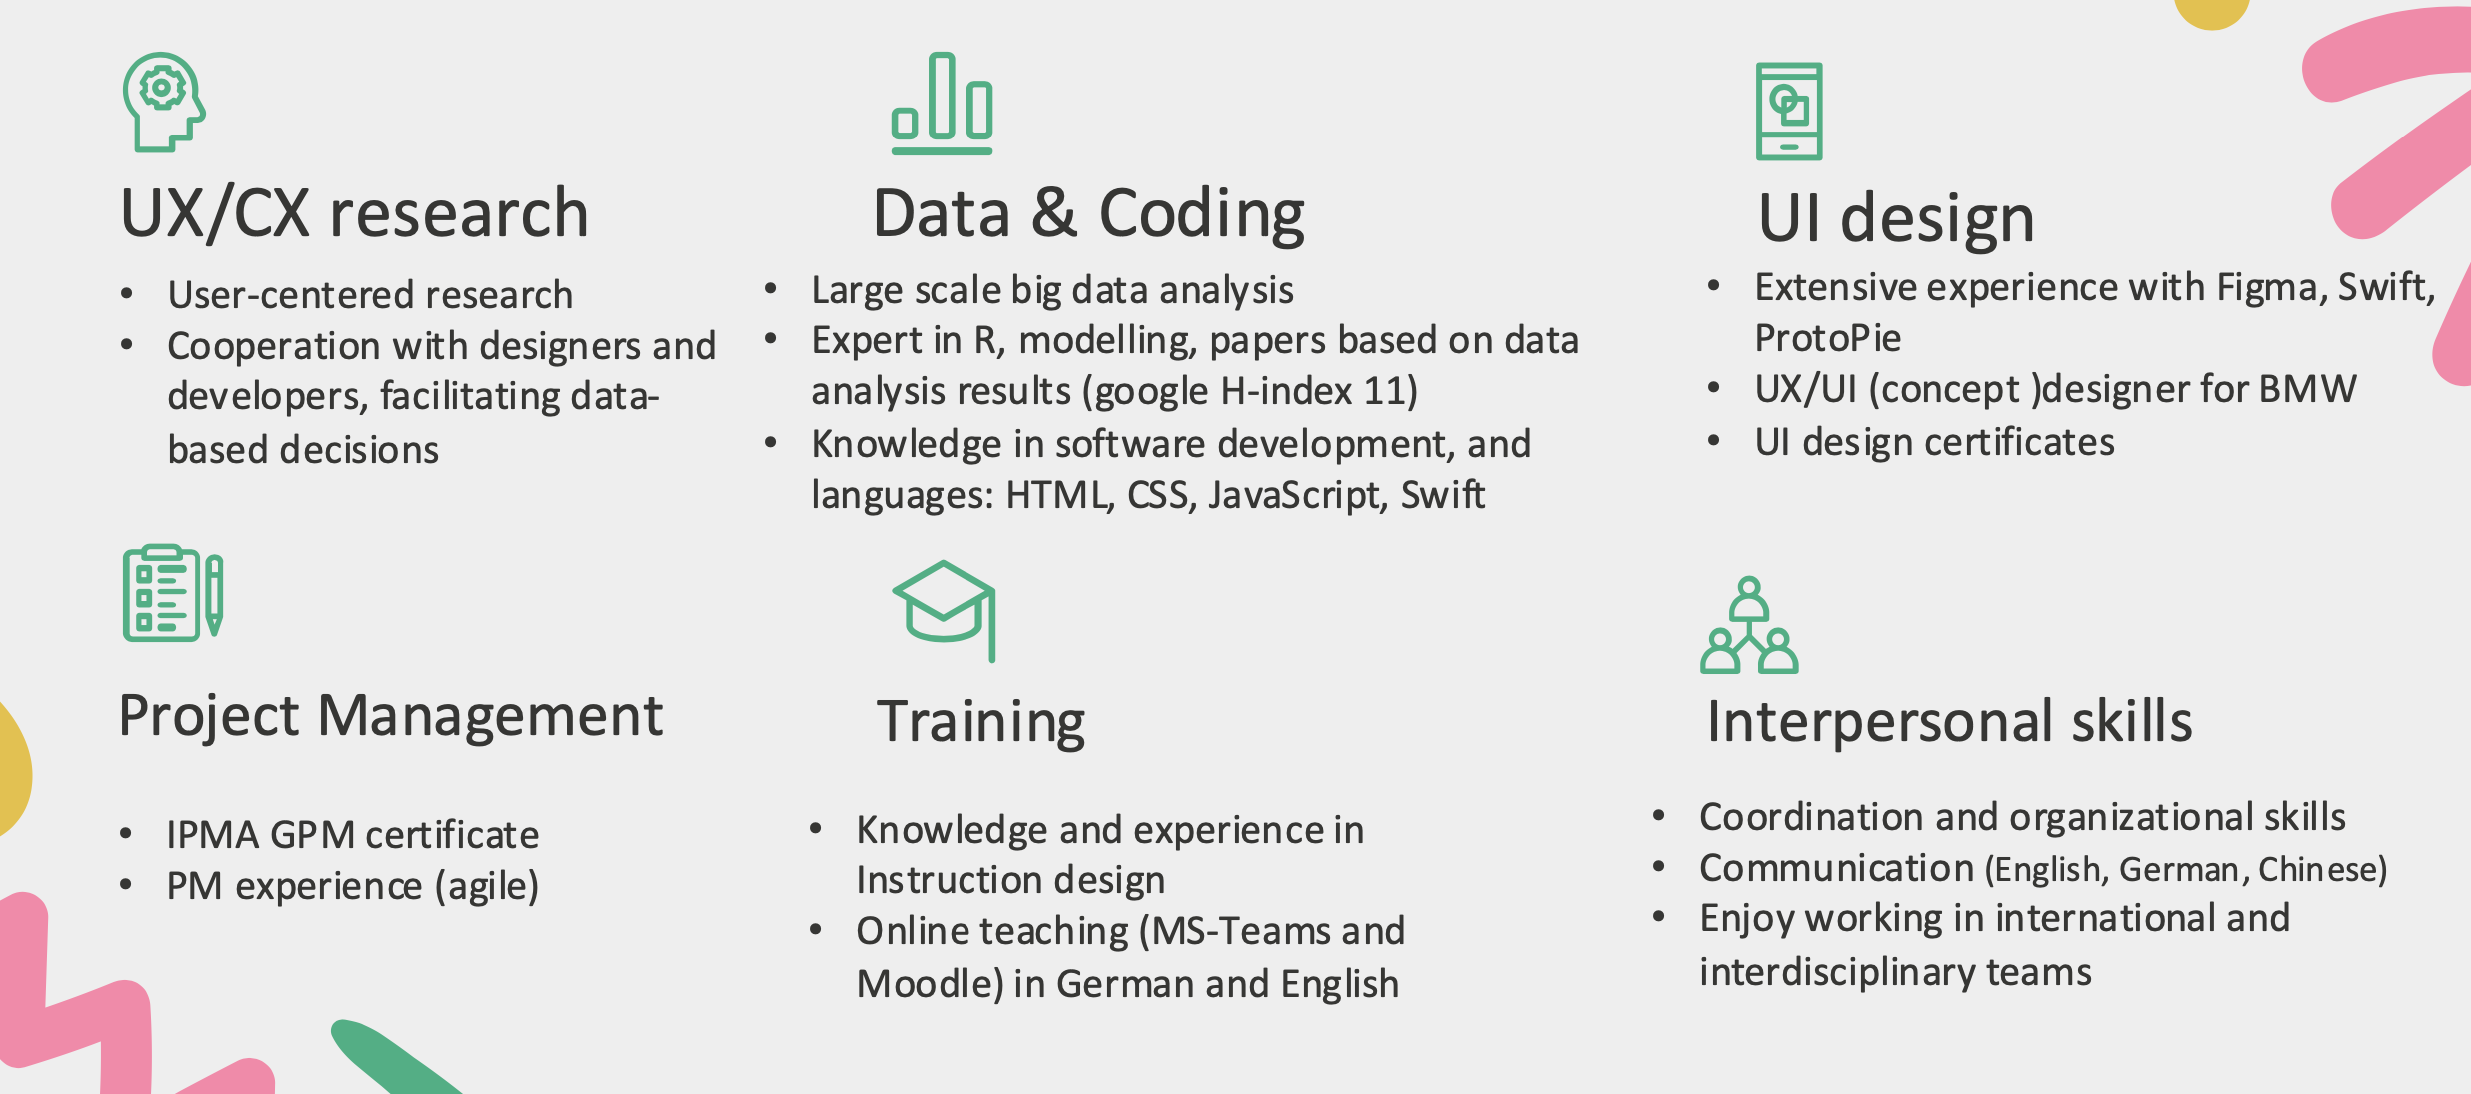 UX/CX research
• User-centered research
• Cooperation with designers and
developers, facilitating data-
based decisions
Data & Coding
• Large scale big data analysis
• Expert in R, modelling, papers based on data
analysis results (google H-index 11)
• Knowledge in software development, and
languages: HTML, CSS, JavaScript, Swift
UI design
• Extensive experience with Figma, Swift,
ProtoPie
• UX/UI (concept )designer for BMW
• UI design certificates
Project Management
• IPMA GPM certificate
• PM experience (agile)
Training
• Knowledge and experience in
Instruction design
• Online teaching (MS-Teams and
Moodle) in German and English
Interpersonal skills
• Coordination and organizational skills
• Communication (English, German, Chinese)
• Enjoy working in international and
interdisciplinary teams